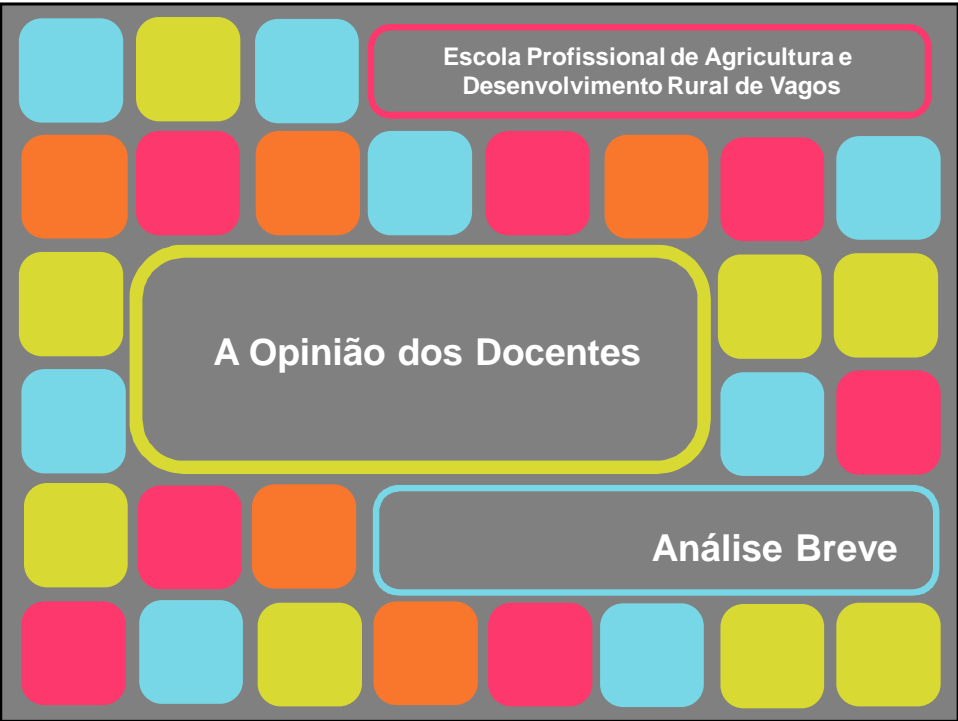 Escola Profissional de Agricultura e
Desenvolvimento Rural de Vagos
A Opinião dos Docentes
Análise Breve